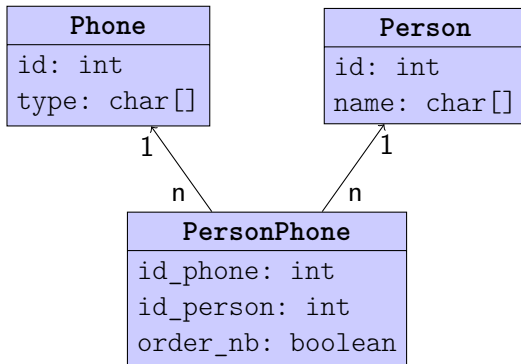 Phone
id: int
type: char[]
Person
id: int
name: char[]
1
1
n
n
PersonPhone
id_phone: int
id_person: int
order_nb: boolean